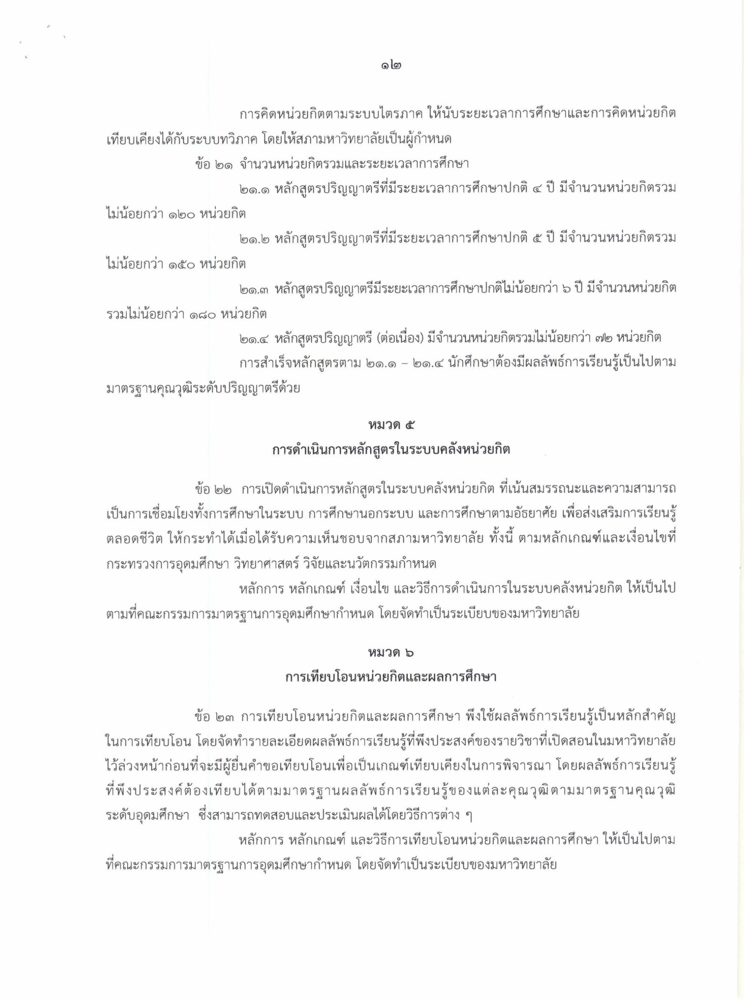 ๑๒
การคิดหน่วยกิตตามระบบไตรภาค ให้นับระยะเวลาการศึกษาและการคิดหน่วยกิต
เทียบเคียงได้กับระบบทวิภาค โดยให้สภามหาวิทยาลัยเป็นผู้กำหนด
ข้อ ๒๑ จำนวนหน่วยกิตรวมและระยะเวลาการศึกษา
๒๑.๑ หลักสูตรปริญญาตรีที่มีระยะเวลาการศึกษาปกติ ๔ ปี มีจำนวนหน่วยกิตรวม
ไม่น้อยกว่า ๑๒๐ หน่วยกิต
๒๑.๒ หลักสูตรปริญญาตรีที่มีระยะเวลาการศึกษาปกติ ๕ ปี มีจำนวนหน่วยกิตรวม
ไม่น้อยกว่า ๑๕๐ หน่วยกิต
๒๑.๓ หลักสูตรปริญญาตรีมีระยะเวลาการศึกษาปกติไม่น้อยกว่า ๖ ปี มีจำนวนหน่วยกิต
รวมไม่น้อยกว่า ๑๘๐ หน่วยกิต
๒๑.๔ หลักสูตรปริญญาตรี (ต่อเนื่อง) มีจำนวนหน่วยกิตรวมไม่น้อยกว่า ๗๒ หน่วยกิต
การสำเร็จหลักสูตรตาม ๒๑.๑ – ๒๑.๔ นักศึกษาต้องมีผลลัพธ์การเรียนรู้เป็นไปตาม
มาตรฐานคุณวุฒิระดับปริญญาตรีด้วย
หมวด ๕
การดำเนินการหลักสูตรในระบบคลังหน่วยกิต
ข้อ ๒๒ การเปิดดำเนินการหลักสูตรในระบบคลังหน่วยกิต ที่เน้นสมรรถนะและความสามารถ
เป็นการเชื่อมโยงทั้งการศึกษาในระบบ การศึกษานอกระบบ และการศึกษาตามอัธยาศัย เพื่อส่งเสริมการเรียนรู้
ตลอดชีวิต ให้กระทำได้เมื่อได้รับความเห็นชอบจากสภามหาวิทยาลัย ทั้งนี้ ตามหลักเกณฑ์และเงื่อนไขที่
กระทรวงการอุดมศึกษา วิทยาศาสตร์ วิจัยและนวัตกรรมกำหนด
หลักการ หลักเกณฑ์ เงื่อนไข และวิธีการดำเนินการในระบบคลังหน่วยกิต ให้เป็นไป
ตามที่คณะกรรมการมาตรฐานการอุดมศึกษากำหนด โดยจัดทำเป็นระเบียบของมหาวิทยาลัย
หมวด ๖
การเทียบโอนหน่วยกิตและผลการศึกษา
ข้อ ๒๓ การเทียบโอนหน่วยกิตและผลการศึกษา พึงใช้ผลลัพธ์การเรียนรู้เป็นหลักสำคัญ
ในการเทียบโอน โดยจัดทำรายละเอียดผลลัพธ์การเรียนรู้ที่พึงประสงค์ของรายวิชาที่เปิดสอนในมหาวิทยาลัย
ไว้ล่วงหน้าก่อนที่จะมีผู้ยื่นคำขอเทียบโอนเพื่อเป็นเกณฑ์เทียบเคียงในการพิจารณา โดยผลลัพธ์การเรียนรู้
ที่พึงประสงค์ต้องเทียบได้ตามมาตรฐานผลลัพธ์การเรียนรู้ของแต่ละคุณวุฒิตามมาตรฐานคุณวุฒิ
ระดับอุดมศึกษา ซึ่งสามารถทดสอบและประเมินผลได้โดยวิธีการต่าง ๆ
หลักการ หลักเกณฑ์ และวิธีการเทียบโอนหน่วยกิตและผลการศึกษา ให้เป็นไปตาม
ที่คณะกรรมการมาตรฐานการอุดมศึกษากำหนด โดยจัดทำเป็นระเบียบของมหาวิทยาลัย